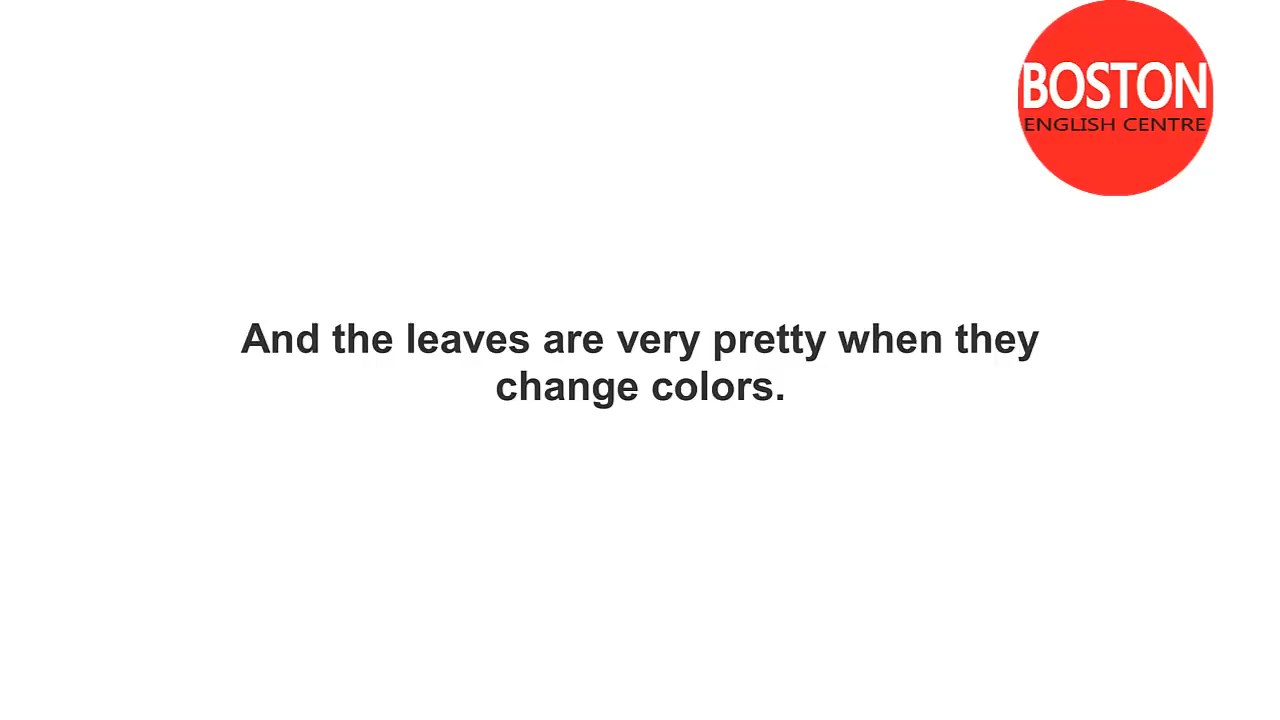 BOSTON
ENGLISH CENTRE
And the leaves are very pretty when they
change colors.